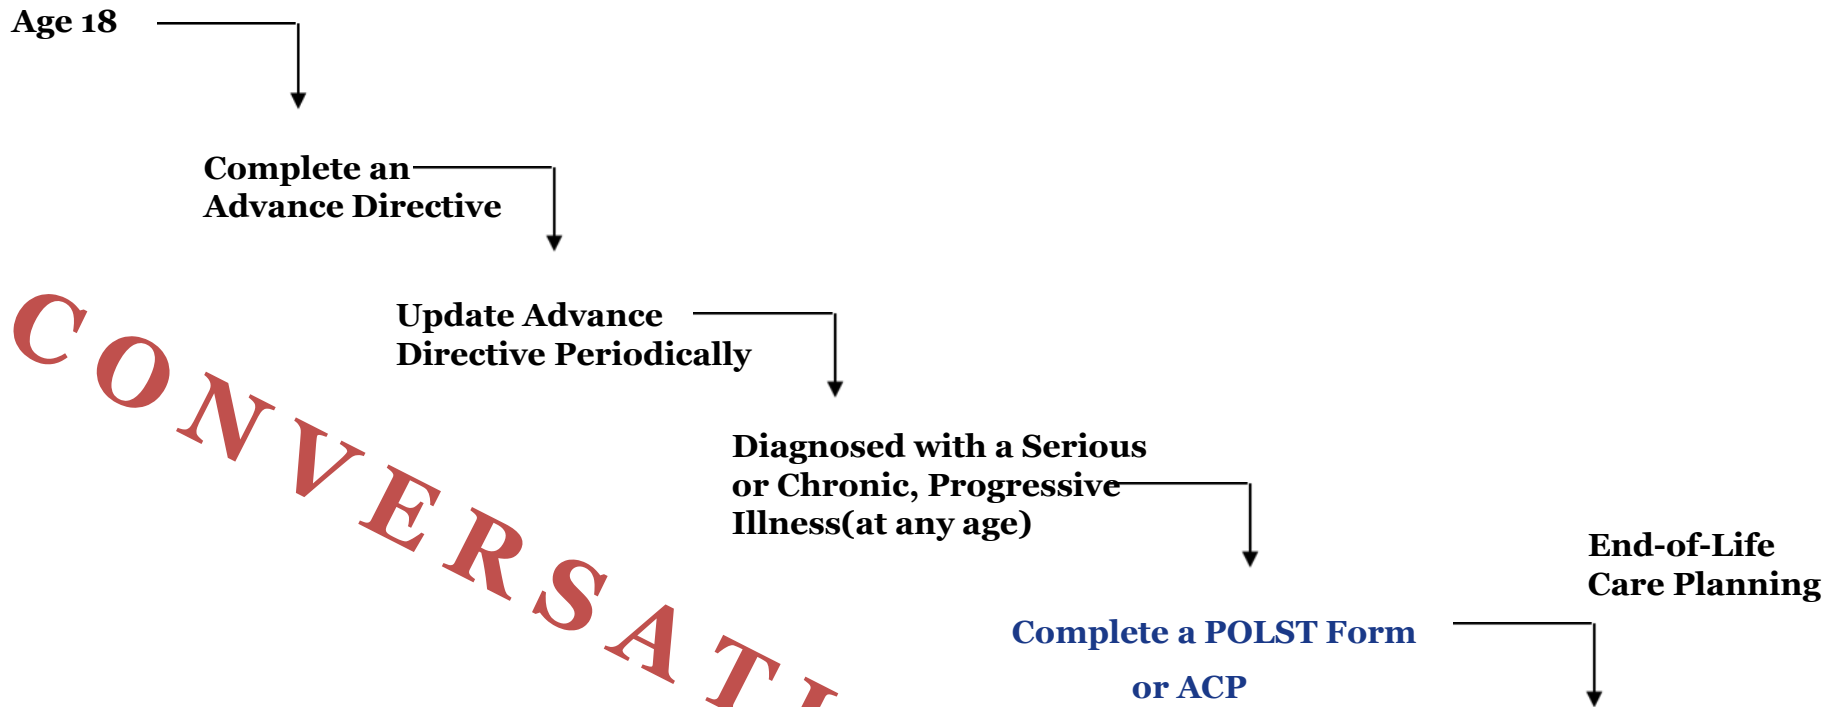 Age 18
Complete an
Advance Directive
Update Advance
Directive Periodically
Diagnosed with a Serious
or Chronic, Progressive
Illness(at any age)
End-of-Life
Care Planning
Complete a POLST Form
or ACP
CONVERSATI